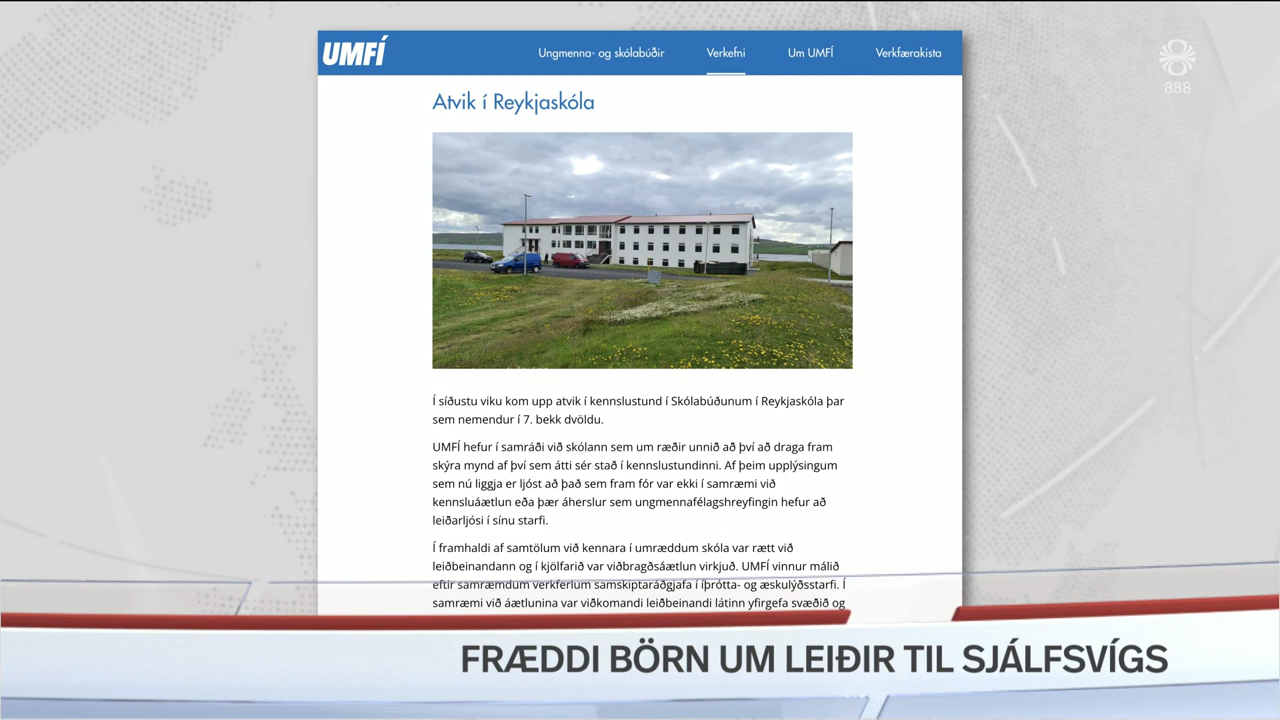 UMFÍ
Ungmenna- og skólabúðir
Verkefni
Um UMFÍ
Verkfærakista
888
Atvik í Reykjaskóla
Í síðustu viku kom upp atvik í kennslustund í Skólabúðunum í Reykjaskóla þar
sem nemendur í 7. bekk dvöldu.
UMFÍ hefur í samráði við skólann sem um ræðir unnið að því að draga fram
skýra mynd af því sem átti sér stað í kennslustundinni. Af þeim upplýsingum
sem nú liggja er ljóst að það sem fram fór var ekki í samræmi við
kennsluáætlun eða þær áherslur sem ungmennafélagshreyfingin hefur að
leiðarljósi í sínu starfi.
Í framhaldi af samtölum við kennara í umræddum skóla var rætt við
leiðbeinandann og í kjölfarið var viðbragðsáætlun virkjuð. UMFÍ vinnur málið
eftir samræmdum verkferlum samskiptaráðgjafa í íþrótta- og æskulýðsstarfi. Í
samræmi við áætlunina var viðkomandi leiðbeinandi látinn yfirgefa svæðið og
FRÆDDI BÖRN UM LEIÐIR TIL SJÁLFSVÍGS